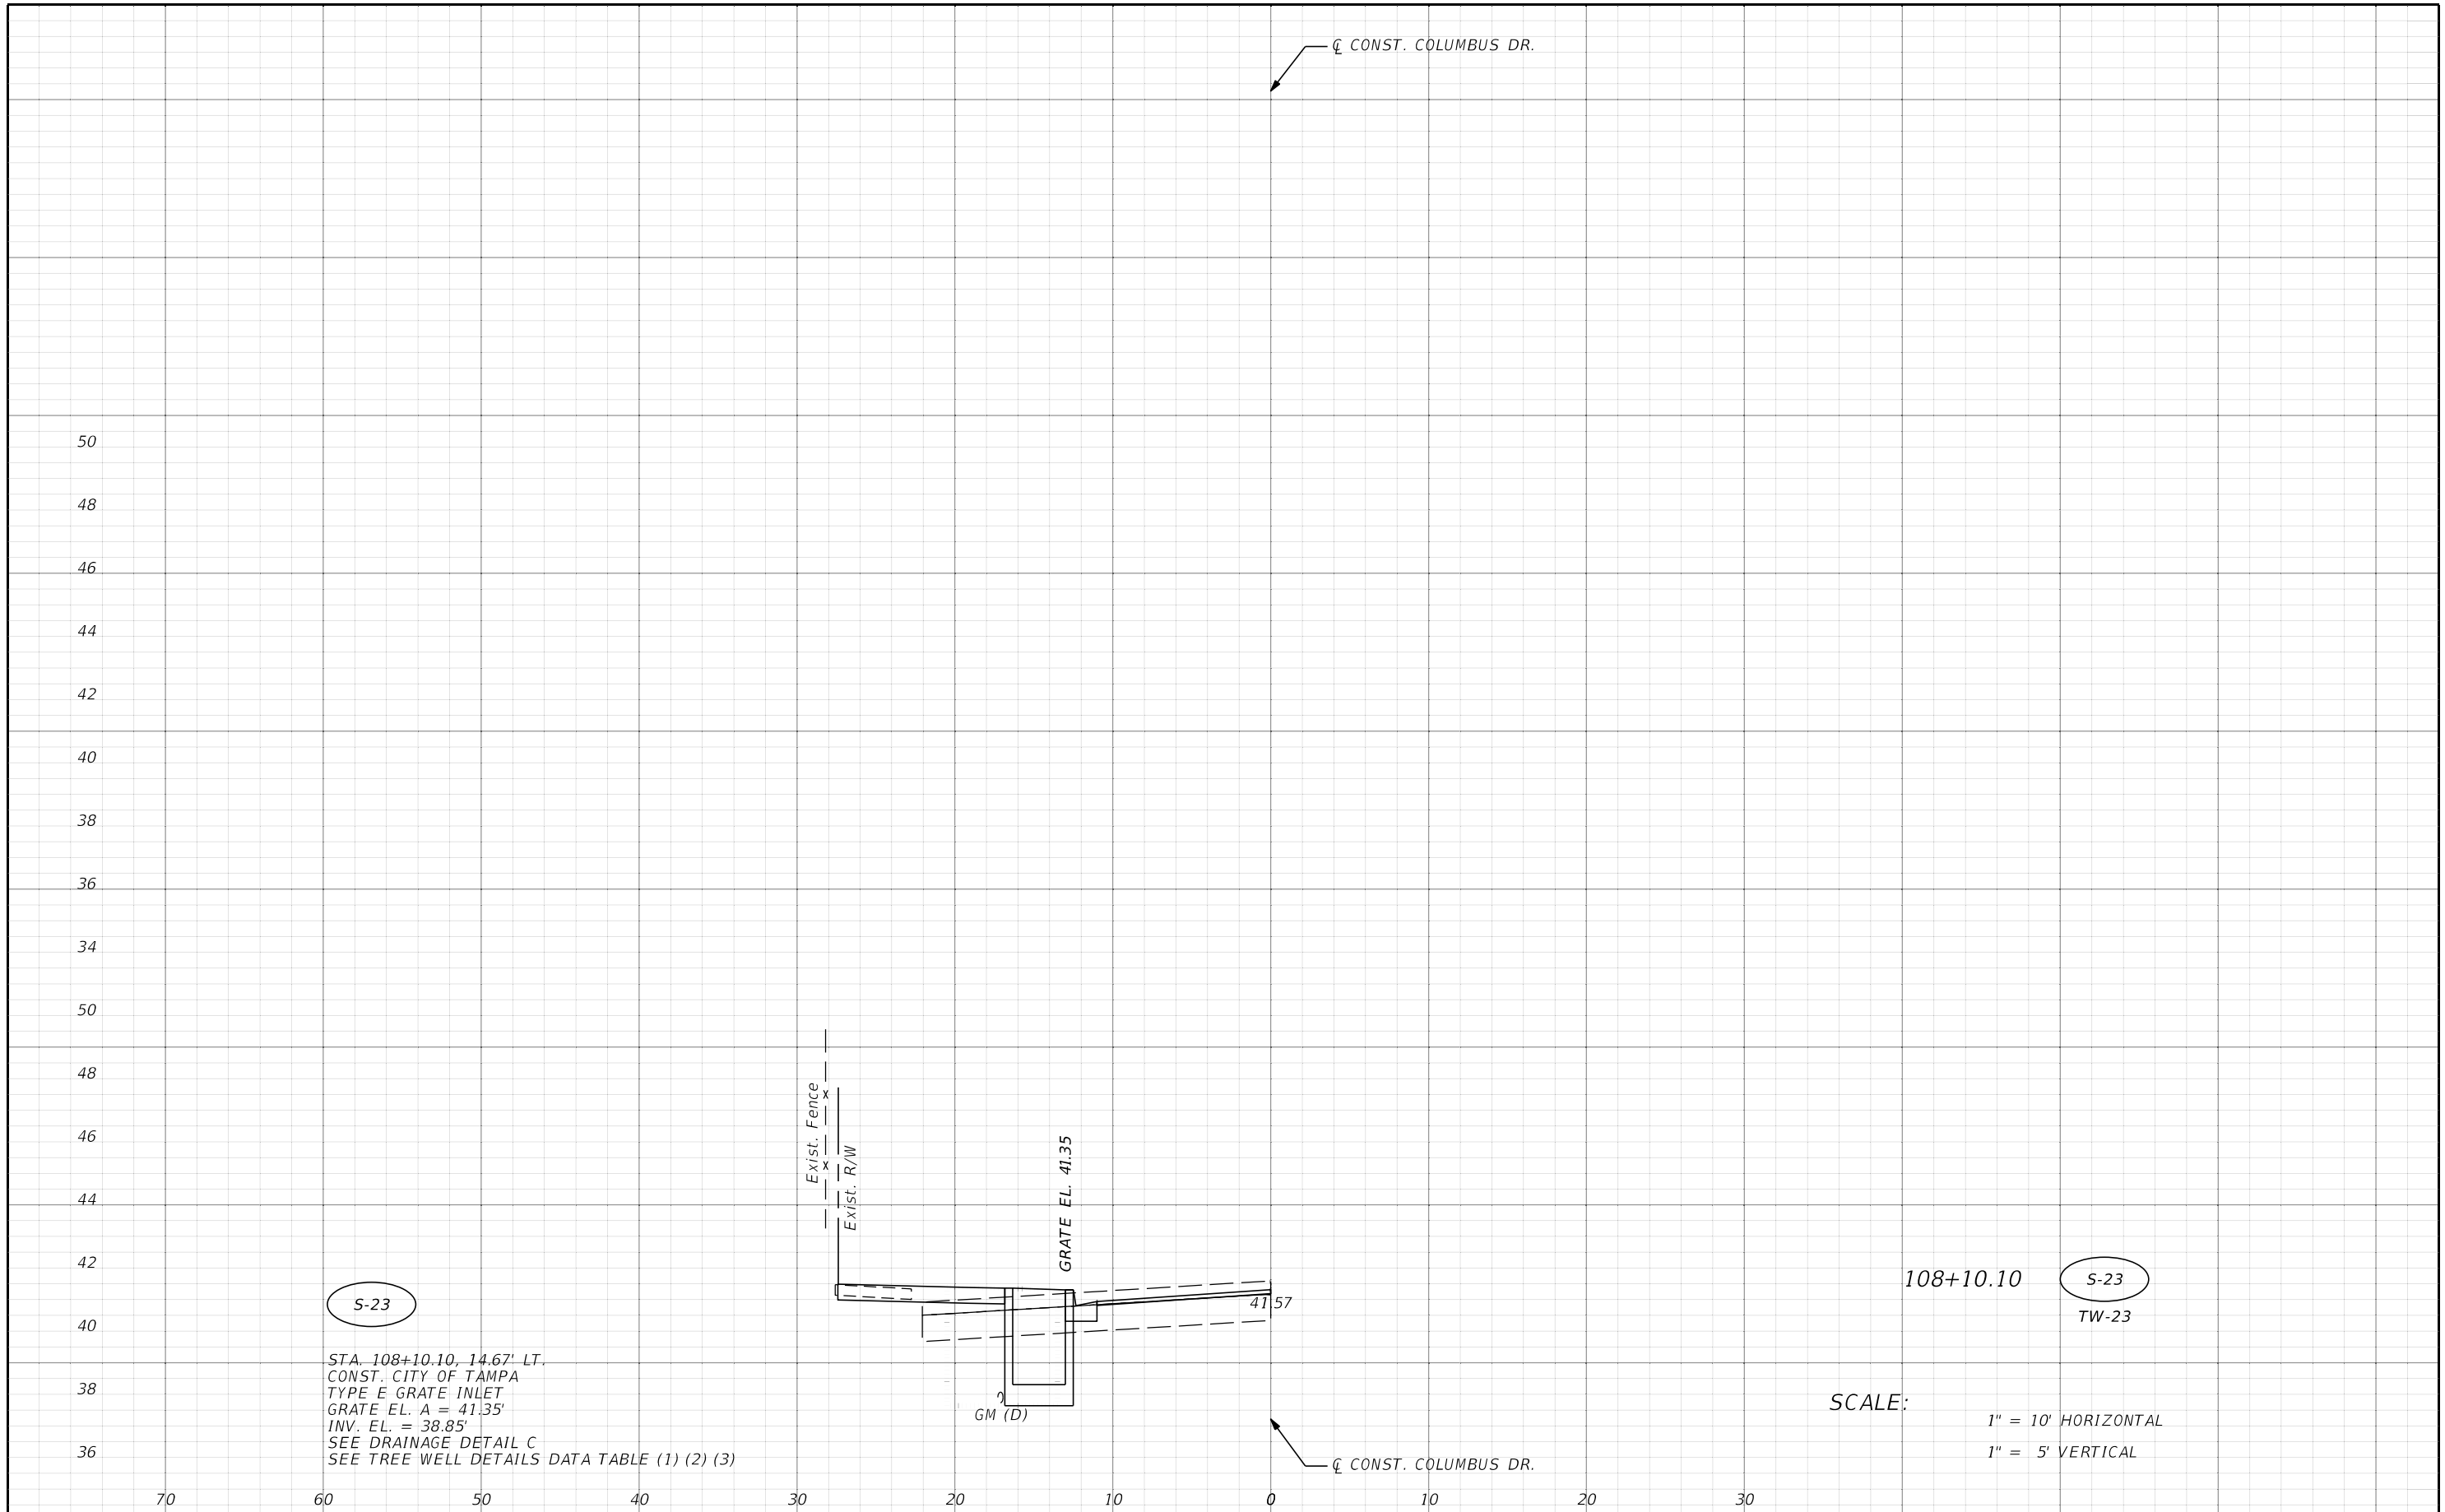 ℄ CONST. COLUMBUS DR.
50
48
46
44
42
40
38
36
34
50
48
46
44
42
40
38
36
Exist. Fence
Exist. R/W
GRATE EL. 41.35
41.57
GM (D)
S-23
STA. 108+10.10, 14.67' LT.
CONST. CITY OF TAMPA
TYPE E GRATE INLET
GRATE EL. A = 41.35'
INV. EL. = 38.85'
SEE DRAINAGE DETAIL C
SEE TREE WELL DETAILS DATA TABLE (1) (2) (3)
108+10.10 S-23
TW-23
SCALE:
1" = 10' HORIZONTAL
1" = 5' VERTICAL
℄ CONST. COLUMBUS DR.
70 60 50 40 30 20 10 0 10 20 30